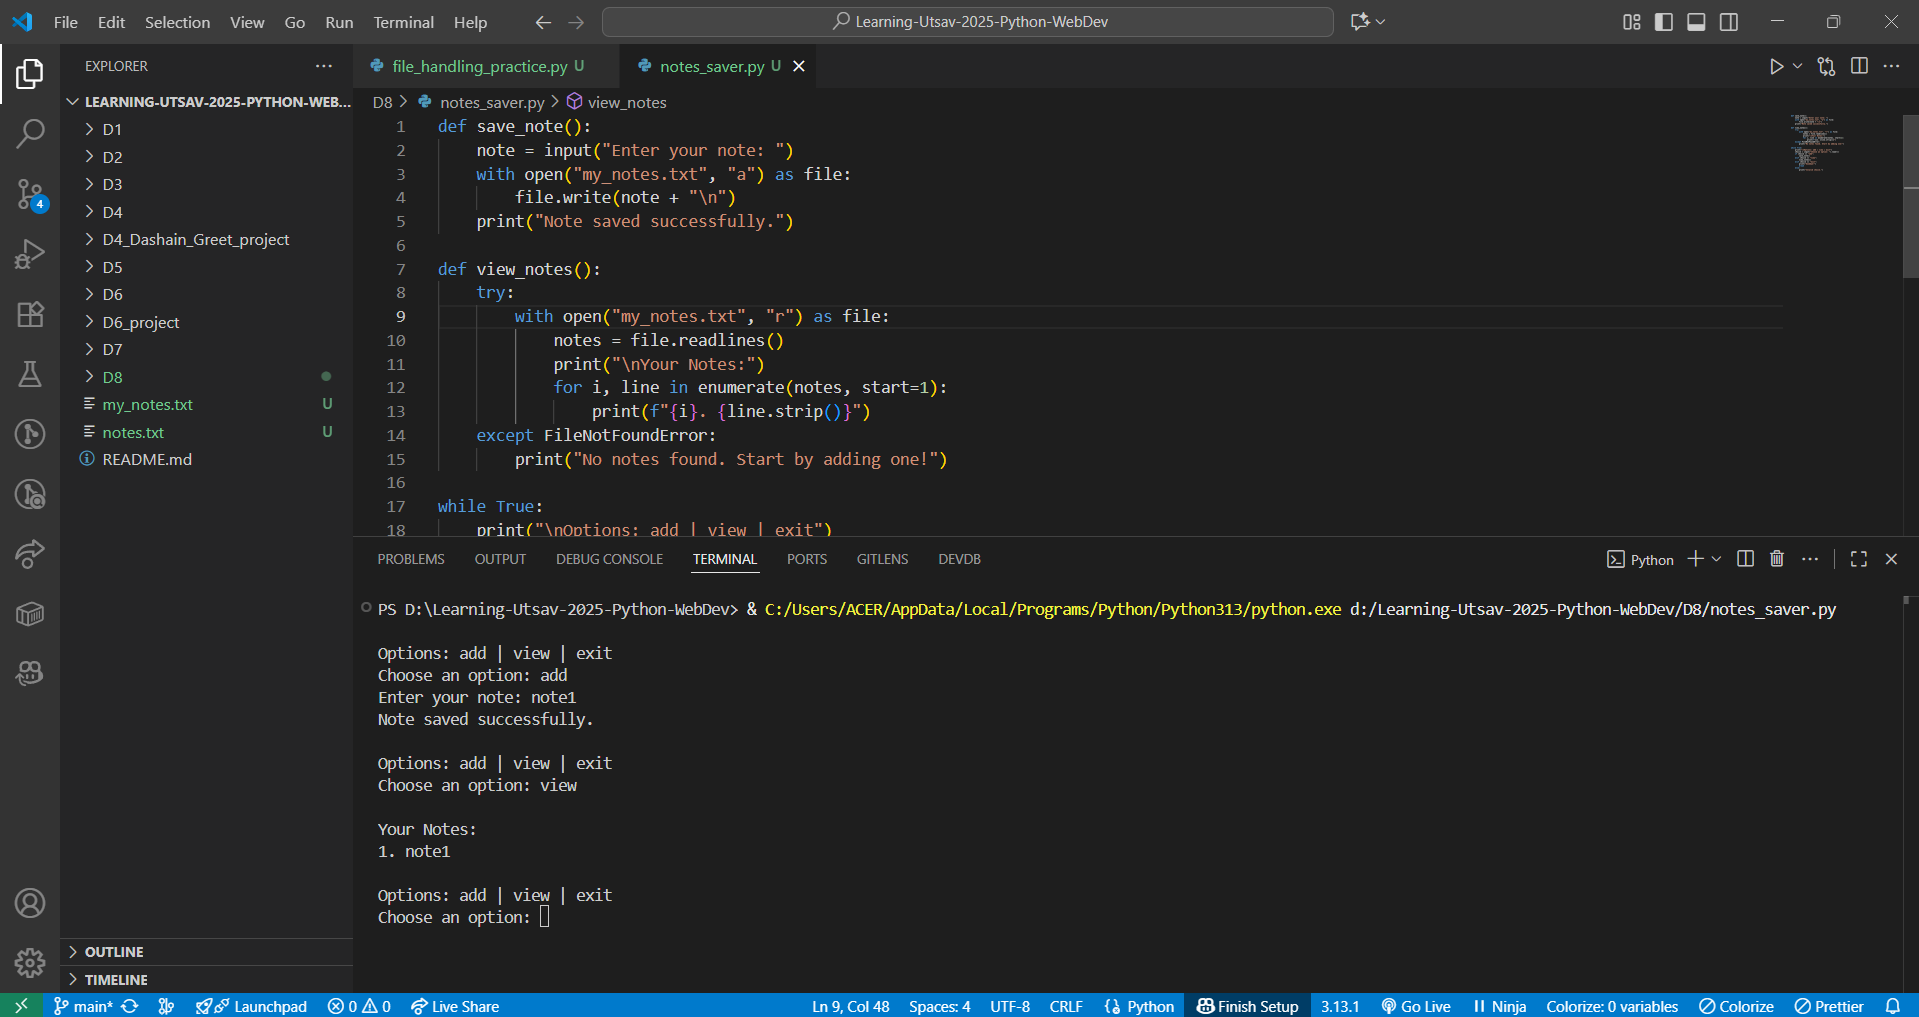 File Edit Selection View Go Run Terminal Help
Learning-Utsav-2025-Python-WebDev
EXPLORER
LEARNING-UTSAV-2025-PYTHON-WEB...
D1
D2
D3
D4
D4_Dashain_Greet_project
D5
D6
D6_project
D7
D8
my_notes.txt U
notes.txt U
README.md
OUTLINE
TIMELINE
4
file_handling_practice.py U
notes_saver.py U
D8 > notes_saver.py > view_notes
1 def save_note():
2     note = input("Enter your note: ")
3     with open("my_notes.txt", "a") as file:
4         file.write(note + "\n")
5     print("Note saved successfully.")
6
7 def view_notes():
8     try:
9         with open("my_notes.txt", "r") as file:
10             notes = file.readlines()
11             print("\nYour Notes:")
12             for i, line in enumerate(notes, start=1):
13                 print(f"{i}. {line.strip()}")
14     except FileNotFoundError:
15         print("No notes found. Start by adding one!")
16
17 while True:
18     print("\nOptions: add | view | exit")
PROBLEMS OUTPUT DEBUG CONSOLE TERMINAL PORTS GITLENS DEVDB
Python
PS D:\Learning-Utsav-2025-Python-WebDev> & C:/Users/ACER/AppData/Local/Programs/Python/Python313/python.exe d:/Learning-Utsav-2025-Python-WebDev/D8/notes_saver.py
Options: add | view | exit
Choose an option: add
Enter your note: note1
Note saved successfully.
Options: add | view | exit
Choose an option: view
Your Notes:
1. note1
Options: add | view | exit
Choose an option:
main* Launchpad 0 0 Live Share Ln 9, Col 48 Spaces: 4 UTF-8 CRLF Python Finish Setup 3.13.1 Go Live Ninja Colorize: 0 variables Colorize Prettier